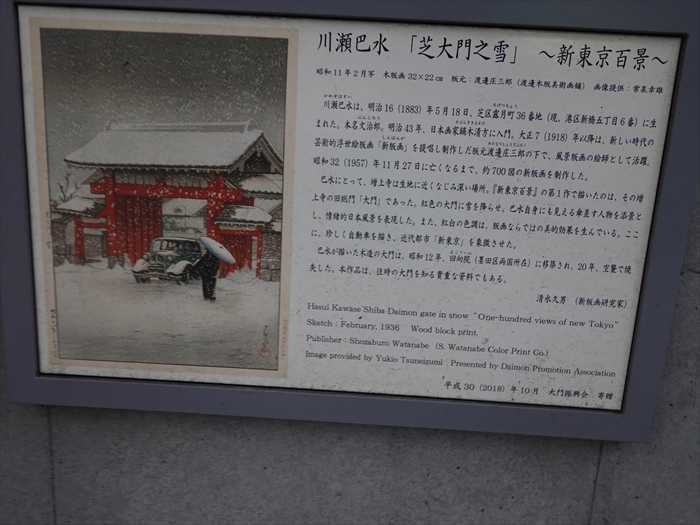 川瀬巴水 「芝大門之雪」 ～新東京百景～
昭和11年2月写 木版画 32×22㎝ 版元：渡邊庄三郎（渡邊木版美術画舗） 画像提供：常泉幸雄
川瀬巴水は、明治16（1883）年5月18日、芝区露月町36番地（現、港区新橋五丁目6番）に生
まれた。本名文治郎。明治43年、日本画家鏑木清方に入門。大正7（1918）年以降は、新しい時代の
芸術的浮世絵版画「新版画」を提唱し制作した版元渡邊庄三郎の下で、風景版画の絵師として活躍。
昭和32（1957）年11月27日に亡くなるまで、約700図の新版画を制作した。
巴水にとって、増上寺は生地に近くなじみ深い場所。『新東京百景』の第1作で描いたのは、その増
上寺の旧総門「大門」であった。紅色の大門に雪を降らせ、巴水自身にも見える傘差す人物を添景と
し、情緒的日本風景を表現した。また、紅白の色調は、版画ならではの美的効果を生んでいる。ここ
に、珍しく自動車を描き、近代都市「新東京」を象徴させた。
巴水が描いた木造の大門は、昭和12年、回向院（墨田区両国所在）に移築され、20年、空襲で焼
失した。本作品は、往時の大門を知る貴重な資料でもある。
清水久男 （新版画研究家）
Hasui Kawase Shiba Daimon gate in snow "One-hundred views of new Tokyo"
Sketch : February, 1936 Wood block print.
Publisher : Shozaburo Watanabe (S. Watanabe Color Print Co.)
Image provided by Yukio Tsuneizumi Presented by Daimon Promotion Association
平成30（2018）年10月 大門振興会 寄贈